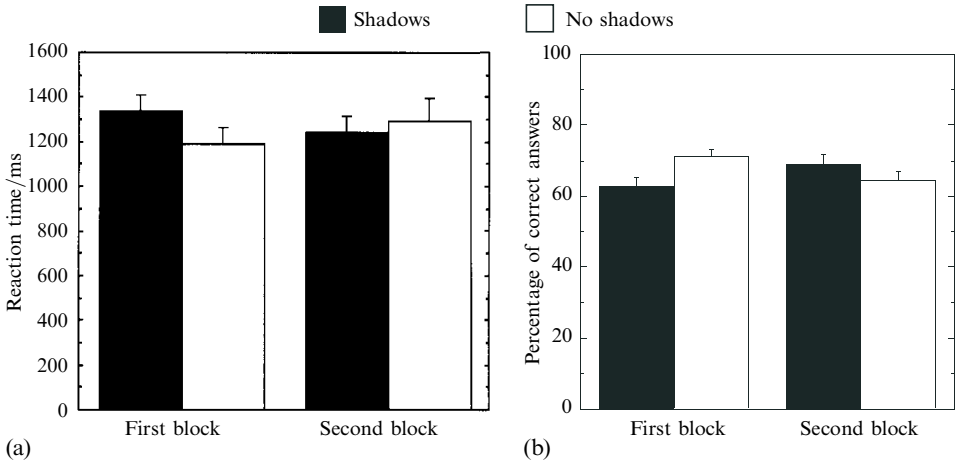 Shadows
No shadows
Reaction time/ms
1600
1400
1200
1000
800
600
400
200
0
First block
Second block
(a)
Percentage of correct answers
100
80
60
40
20
0
First block
Second block
(b)